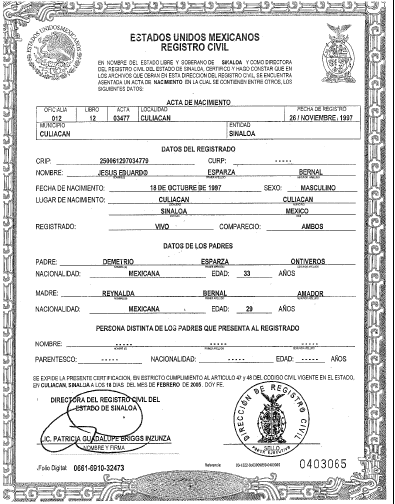 ESTADOS UNIDOS MEXICANOS
REGISTRO CIVIL
EN NOMBRE DEL ESTADO LIBRE Y SOBERANO DE SINALOA Y COMO DIRECTORA
DEL REGISTRO CIVIL DEL ESTADO DE SINALOA, CERTIFICO Y HAGO CONSTAR QUE EN
LOS ARCHIVOS QUE OBRAN EN ESTA DIRECCION DEL REGISTRO CIVIL, SE ENCUENTRA
ASENTADA UN ACTA DE NACIMIENTO EN LA CUAL SE CONTIENEN ENTRE OTROS, LOS
SIGUIENTES DATOS:
ACTA DE NACIMIENTO
OFICIALIA LIBRO ACTA LOCALIDAD FECHA DE REGISTRO
012 12 03477 CULIACAN 26 / NOVIEMBRE, 1997
MUNICIPIO ENTIDAD
CULIACAN SINALOA
DATOS DEL REGISTRADO
CRIP: 250061297034779 CURP: -----
NOMBRE: JESUS EDUARDO ESPARZA BERNAL
FECHA DE NACIMIENTO: 18 DE OCTUBRE DE 1997 SEXO: MASCULINO
LUGAR DE NACIMIENTO: CULIACAN CULIACAN
SINALOA MEXICO
REGISTRADO: VIVO COMPARECIO: AMBOS
DATOS DE LOS PADRES
PADRE: DEMETRIO ESPARZA ONTIVEROS
NACIONALIDAD: MEXICANA EDAD: 33 AÑOS
MADRE: REYNALDA BERNAL AMADOR
NACIONALIDAD: MEXICANA EDAD: 29 AÑOS
PERSONA DISTINTA DE LOS PADRES QUE PRESENTA AL REGISTRADO
NOMBRE: ----- ----- -----
PARENTESCO: ----- NACIONALIDAD: ----- EDAD: ----- AÑOS
SE EXPIDE LA PRESENTE CERTIFICACION, EN ESTRICTO CUMPLIMIENTO AL ARTICULO 47 y 48 DEL CODIGO CIVIL VIGENTE EN EL ESTADO,
EN CULIACAN, SINALOA A LOS 18 DIAS DEL MES DE FEBRERO DE 2005. DOY FE.
DIRECTORA DEL REGISTRO CIVIL DEL
ESTADO DE SINALOA
LIC. PATRICIA GUADALUPE BRIGGS INZUNZA
NOMBRE Y FIRMA
DIRECCIÓN DE REGISTRO CIVIL
PODER EJECUTIVO
Folio Digital: 0661-6910-32473
Referencia:
0403065